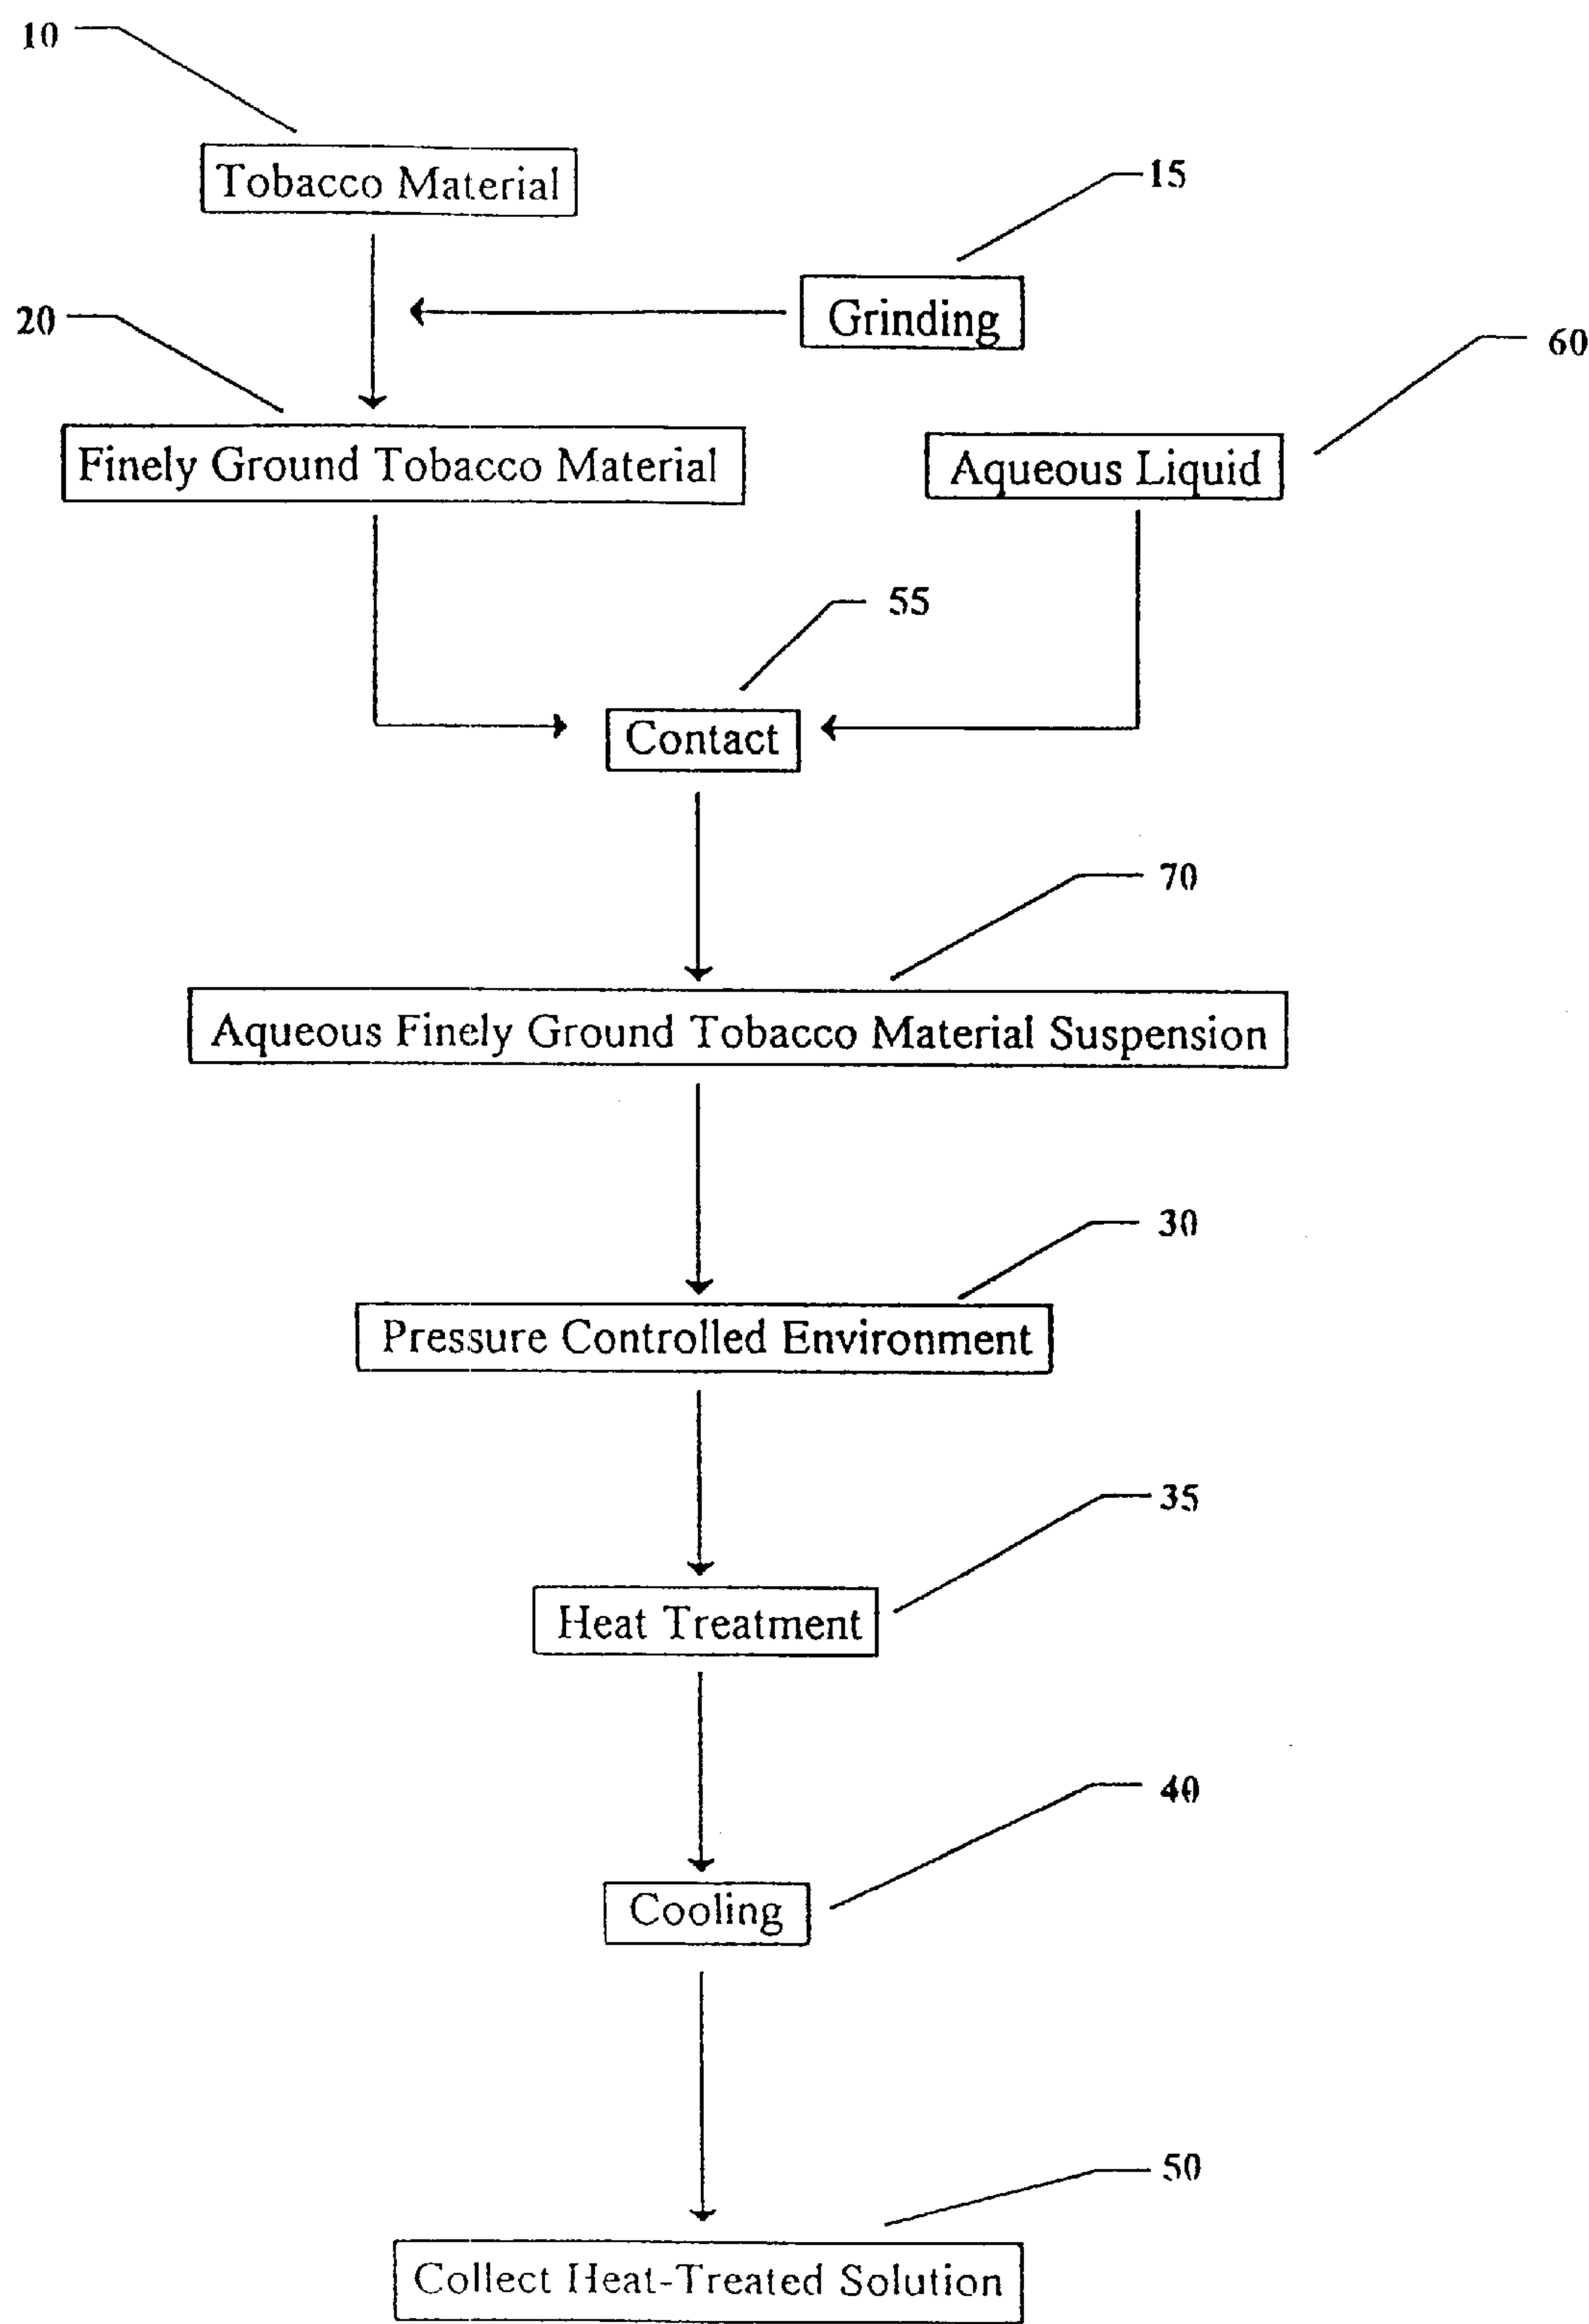 10
Tobacco Material
15
Grinding
20
60
Finely Ground Tobacco Material
Aqueous Liquid
55
Contact
70
Aqueous Finely Ground Tobacco Material Suspension
30
Pressure Controlled Environment
35
Heat Treatment
40
Cooling
50
Collect Heat-Treated Solution